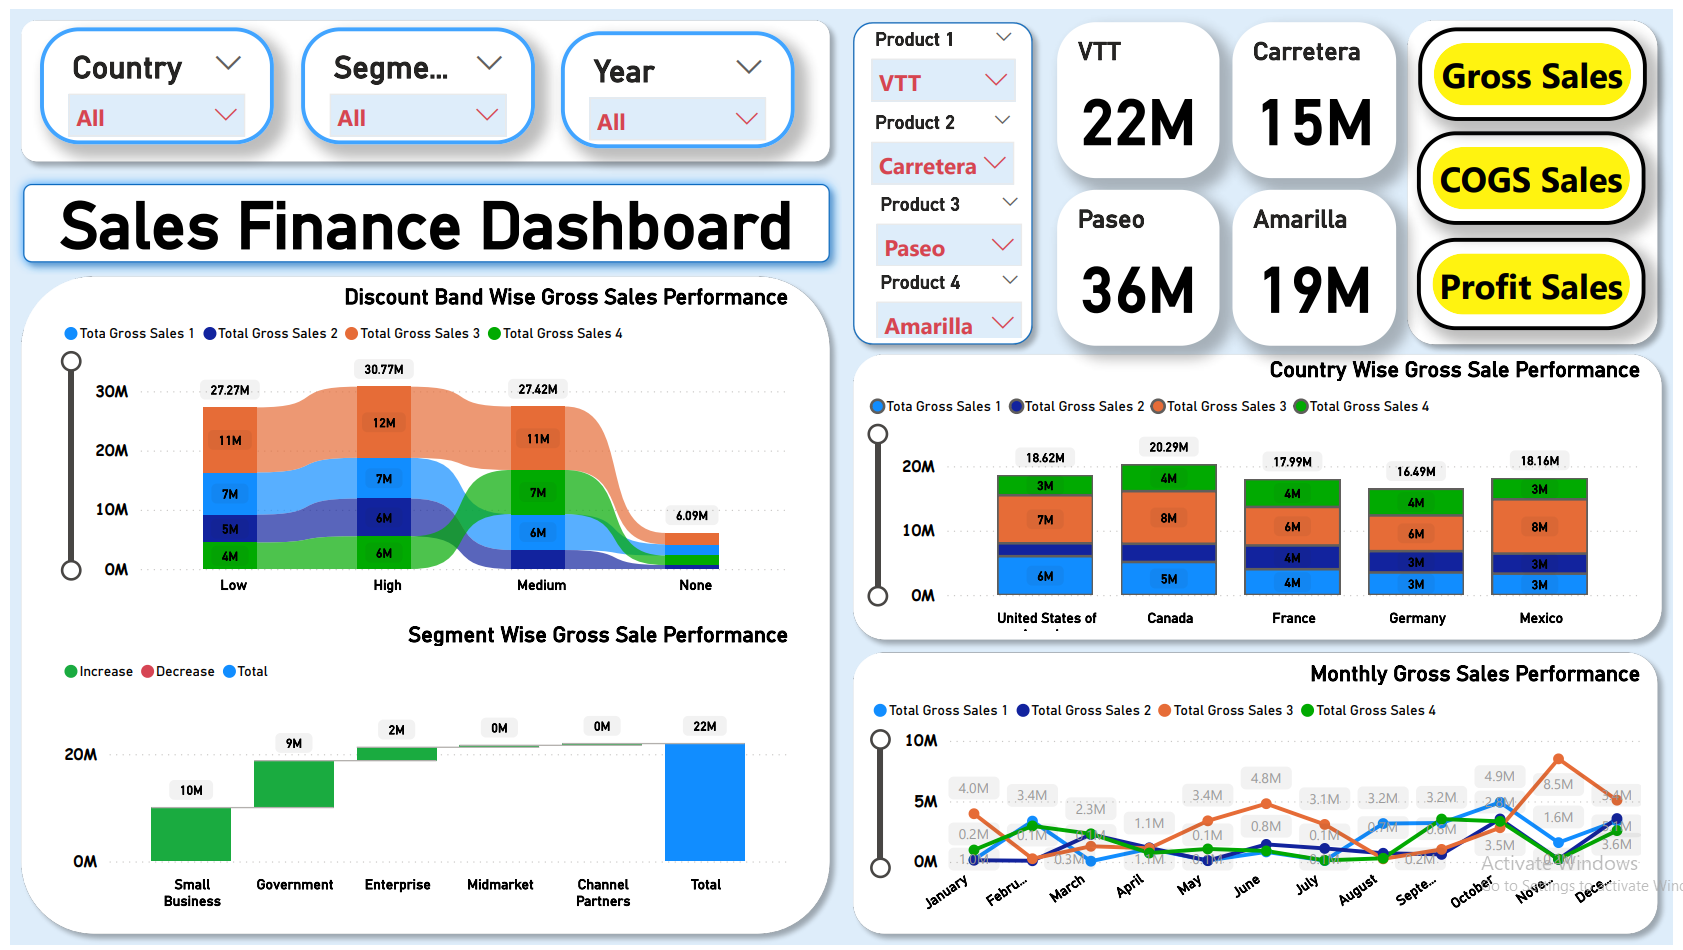 Country
All
Segme...
All
Year
All
Sales Finance Dashboard
Product 1
VTT
Product 2
Carretera
Product 3
Paseo
Product 4
Amarilla
VTT
22M
Carretera
15M
Paseo
36M
Amarilla
19M
Gross Sales
COGS Sales
Profit Sales
Discount Band Wise Gross Sales Performance
Tota Gross Sales 1 Total Gross Sales 2 Total Gross Sales 3 Total Gross Sales 4
30M
20M
10M
0M
27.27M
11M
7M
5M
4M
30.77M
12M
7M
6M
6M
27.42M
11M
7M
6M
6.09M
Low High Medium None
Segment Wise Gross Sale Performance
Increase Decrease Total
20M
0M
10M
9M
2M
0M
0M
22M
Small Business
Government
Enterprise
Midmarket
Channel Partners
Total
Country Wise Gross Sale Performance
Tota Gross Sales 1 Total Gross Sales 2 Total Gross Sales 3 Total Gross Sales 4
20M
10M
0M
18.62M
3M
7M
6M
20.29M
4M
8M
5M
17.99M
4M
6M
4M
4M
16.49M
4M
6M
3M
3M
18.16M
3M
8M
3M
3M
United States of
Canada
France
Germany
Mexico
Monthly Gross Sales Performance
Total Gross Sales 1 Total Gross Sales 2 Total Gross Sales 3 Total Gross Sales 4
10M
5M
0M
4.0M
0.2M
1.0M
3.4M
0.1M
2.3M
0.3M
1.1M
1.1M
3.4M
0.1M
0.1M
4.8M
0.8M
3.1M
0.1M
0.1M
3.2M
0.7M
3.2M
0.6M
0.2M
4.9M
2.8M
3.5M
8.5M
1.6M
3.6M
January
Febru...
March
April
May
June
July
August
Septe...
October
Nove...
Dece...
Activate Windows
Go to Settings to activate Wind